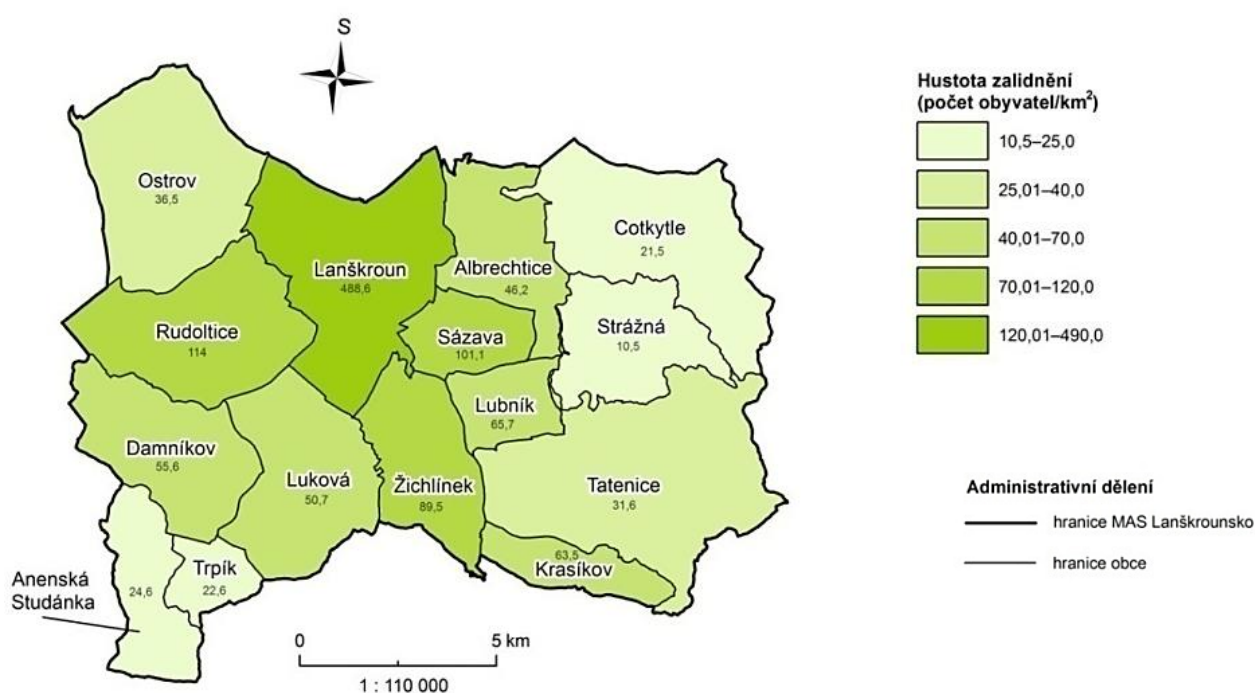 S
Ostrov
36,5
Lanškroun
488,6
Albrechtice
46,2
Cotkytle
21,5
Rudoltice
114
Sázava
101,1
Strážná
10,5
Damníkov
55,6
Luková
50,7
Žichlínek
89,5
Lubník
65,7
Tatenice
31,6
63,5
Krasíkov
Trpík
22,6
Anenská
Studánka
24,6
0 5 km
1 : 110 000
Hustota zalidnění
(počet obyvatel/km²)
10,5–25,0
25,01–40,0
40,01–70,0
70,01–120,0
120,01–490,0
Administrativní dělení
hranice MAS Lanškrounsko
hranice obce